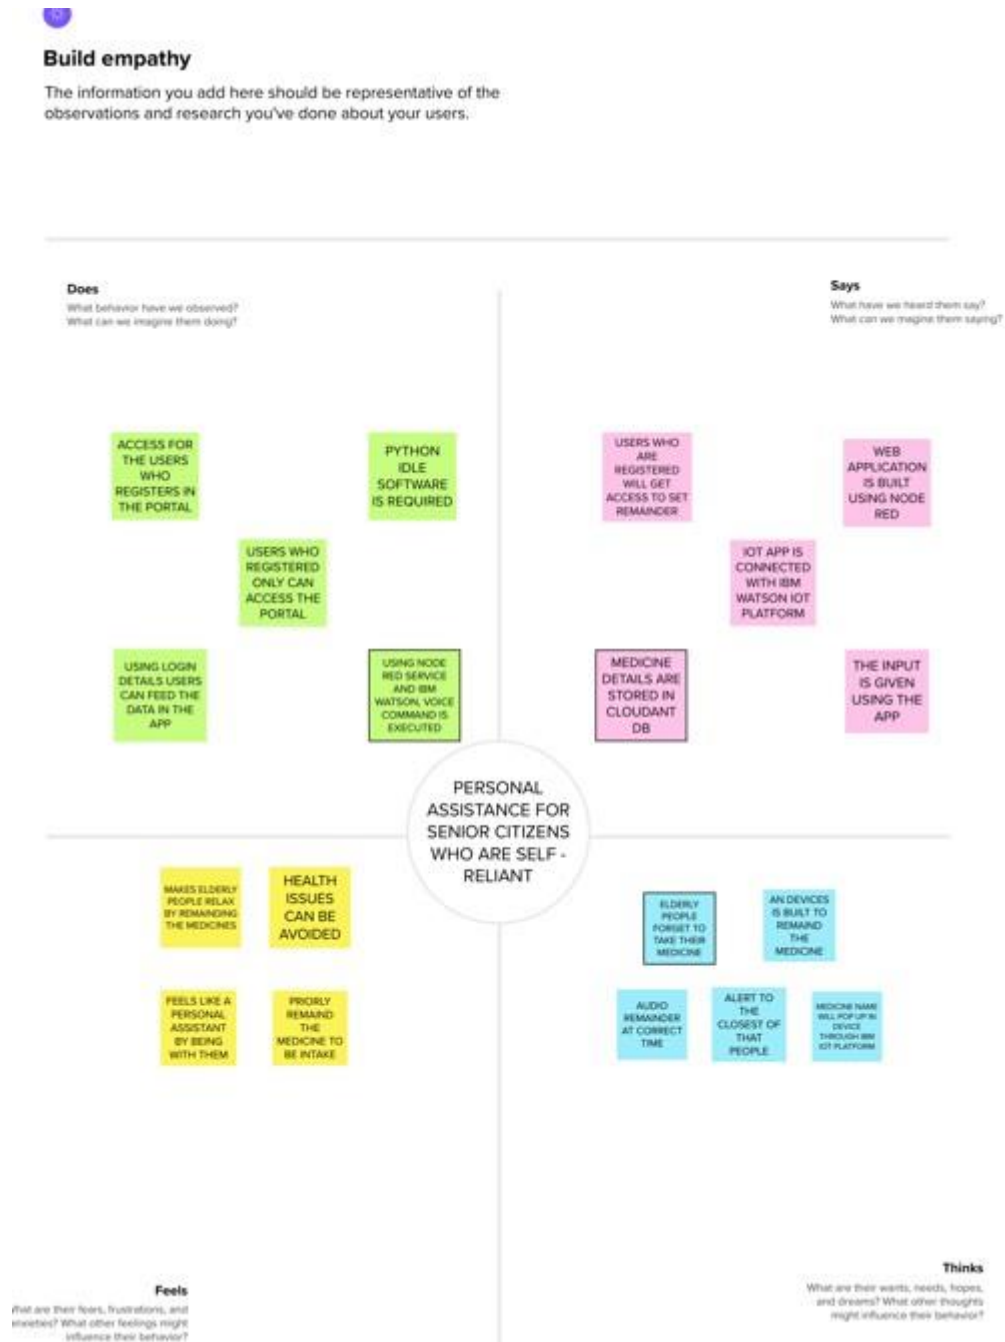 Build empathy
The information you add here should be representative of the
observations and research you've done about your users.
Does
What behavior have we observed?
What can we imagine them doing?
Says
What have we heard them say?
What can we magine them saying?
ACCESS FOR
THE USERS
WHO
REGISTERS IN
THE PORTAL
PYTHON
IDLE
SOFTWARE
IS REQUIRED
USERS WHO
REGISTERED
ONLY CAN
ACCESS THE
PORTAL
USING LOGIN
DETAILS USERS
CAN FEED THE
DATA IN THE
APP
USING NODE
RED SERVICE
AND IBM
WATSON, VOICE
COMMAND IS
EXECUTED
USERS WHO
ARE
REGISTERED
WILL GET
ACCESS TO SET
REMAINDER
WEB
APPLICATION
IS BUILT
USING NODE
RED
IOT APP IS
CONNECTED
WITH IBM
WATSON IOT
PLATFORM
MEDICINE
DETAILS ARE
STORED IN
CLOUDANT
DB
THE INPUT
IS GIVEN
USING THE
APP
PERSONAL
ASSISTANCE FOR
SENIOR CITIZENS
WHO ARE SELF -
RELIANT
MAKES ELDERLY
PEOPLE RELAX
BY REMAINDING
THE MEDICINES
HEALTH
ISSUES
CAN BE
AVOIDED
FEELS LIKE A
PERSONAL
ASSISTANT
BY BEING
WITH THEM
PRIORLY
REMAIND
THE
MEDICINE TO
BE INTAKE
ELDERLY
PEOPLE
FORGET TO
TAKE THEIR
MEDICINE
AN DEVICES
IS BUILT TO
REMAIND
THE
MEDICINE
AUDIO
REMAINDER
AT CORRECT
TIME
ALERT TO
THE
CLOSEST OF
THAT
PEOPLE
MEDICINE NAME
WILL POP UP IN
DEVICE
THROUGH IBM
IOT PLATFORM
Feels
What are their fears, frustrations, and
anxieties? What other feelings might
influence their behavior?
Thinks
What are their wants, needs, hopes,
and dreams? What other thoughts
might influence their behavior?